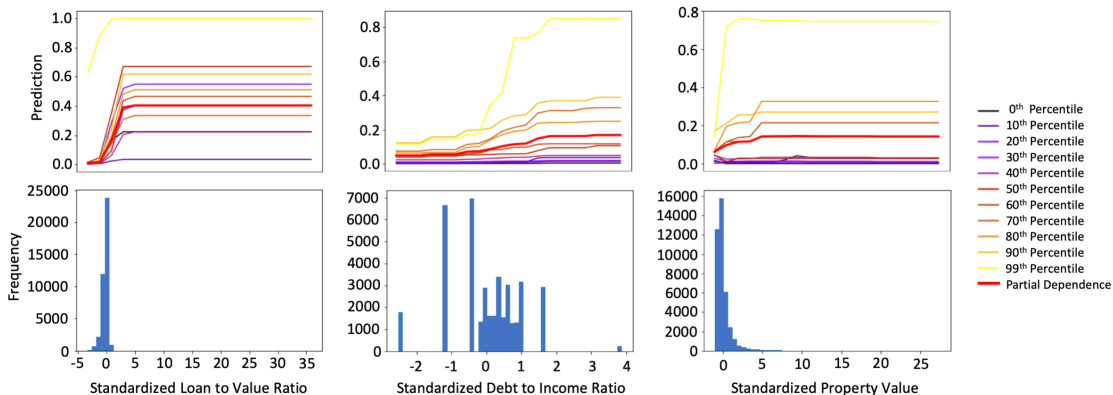 1.0
0.8
0.6
0.4
0.2
0.0
Prediction
0.8
0.6
0.4
0.2
0.0
0.8
0.6
0.4
0.2
0.0
25000
20000
15000
10000
5000
0
Frequency
-5 0 5 10 15 20 25 30 35
Standardized Loan to Value Ratio
7000
6000
5000
4000
3000
2000
1000
0
-2 -1 0 1 2 3 4
Standardized Debt to Income Ratio
16000
14000
12000
10000
8000
6000
4000
2000
0
0 5 10 15 20 25
Standardized Property Value
0th Percentile
10th Percentile
20th Percentile
30th Percentile
40th Percentile
50th Percentile
60th Percentile
70th Percentile
80th Percentile
90th Percentile
99th Percentile
Partial Dependence